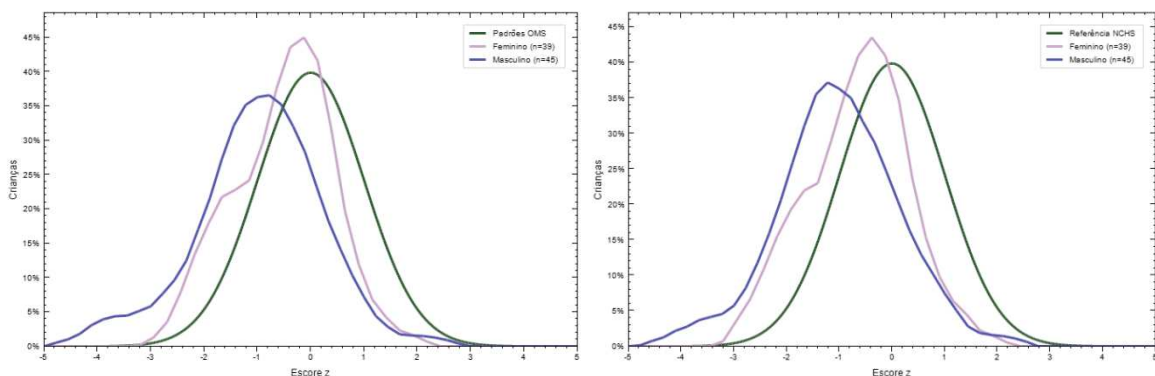 45%
40%
35%
30%
25%
20%
15%
10%
5%
0%
Crianças
Padrões OMS
Feminino (n=39)
Masculino (n=45)
-5 -4 -3 -2 -1 0 1 2 3 4 5
Escore z
45%
40%
35%
30%
25%
20%
15%
10%
5%
0%
Crianças
Referência NCHS
Feminino (n=39)
Masculino (n=45)
-5 -4 -3 -2 -1 0 1 2 3 4 5
Escore z